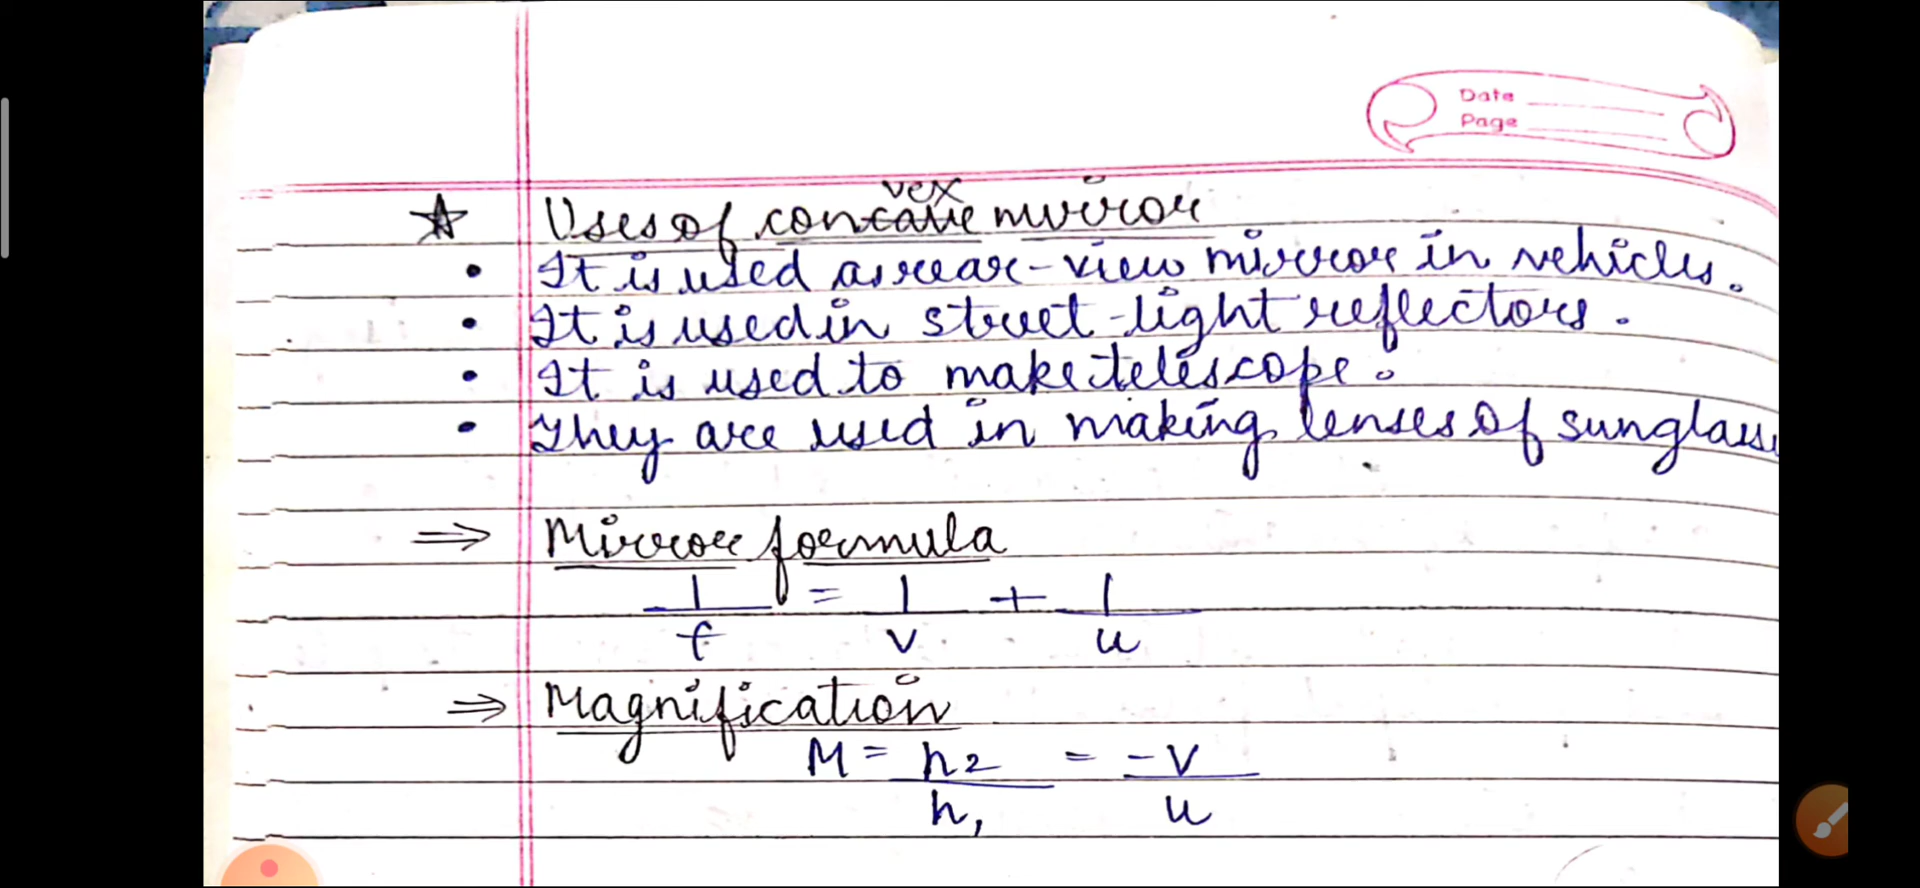 Date
Page
vex
Uses of concave mirror
• It is used as rear-view mirror in vehicles.
• It is used in street-light reflectors.
• It is used to make telescope.
• They are used in making lenses of sunglass
⇒ Mirror formula
1/f = 1/v + 1/u
⇒ Magnification
M = h2/h1 = -v/u